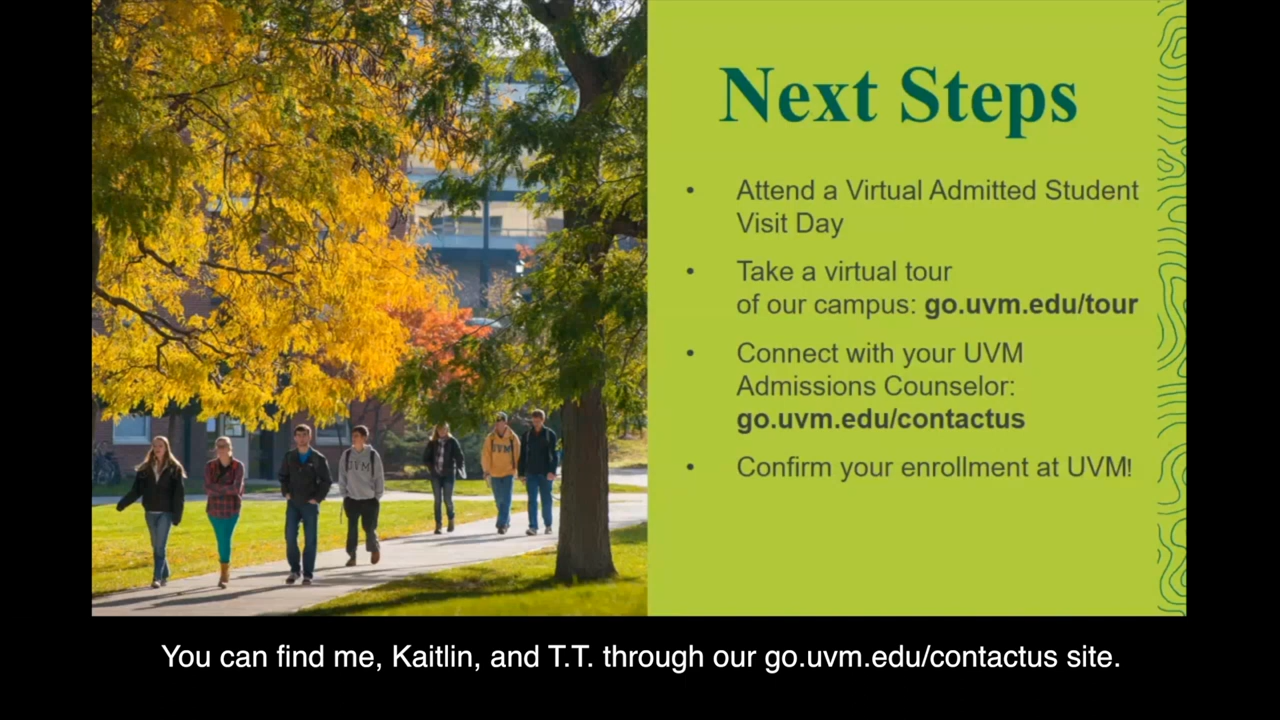 Next Steps
• Attend a Virtual Admitted Student
Visit Day
• Take a virtual tour
of our campus: go.uvm.edu/tour
• Connect with your UVM
Admissions Counselor:
go.uvm.edu/contactus
• Confirm your enrollment at UVM!
UVM
UVM
You can find me, Kaitlin, and T.T. through our go.uvm.edu/contactus site.